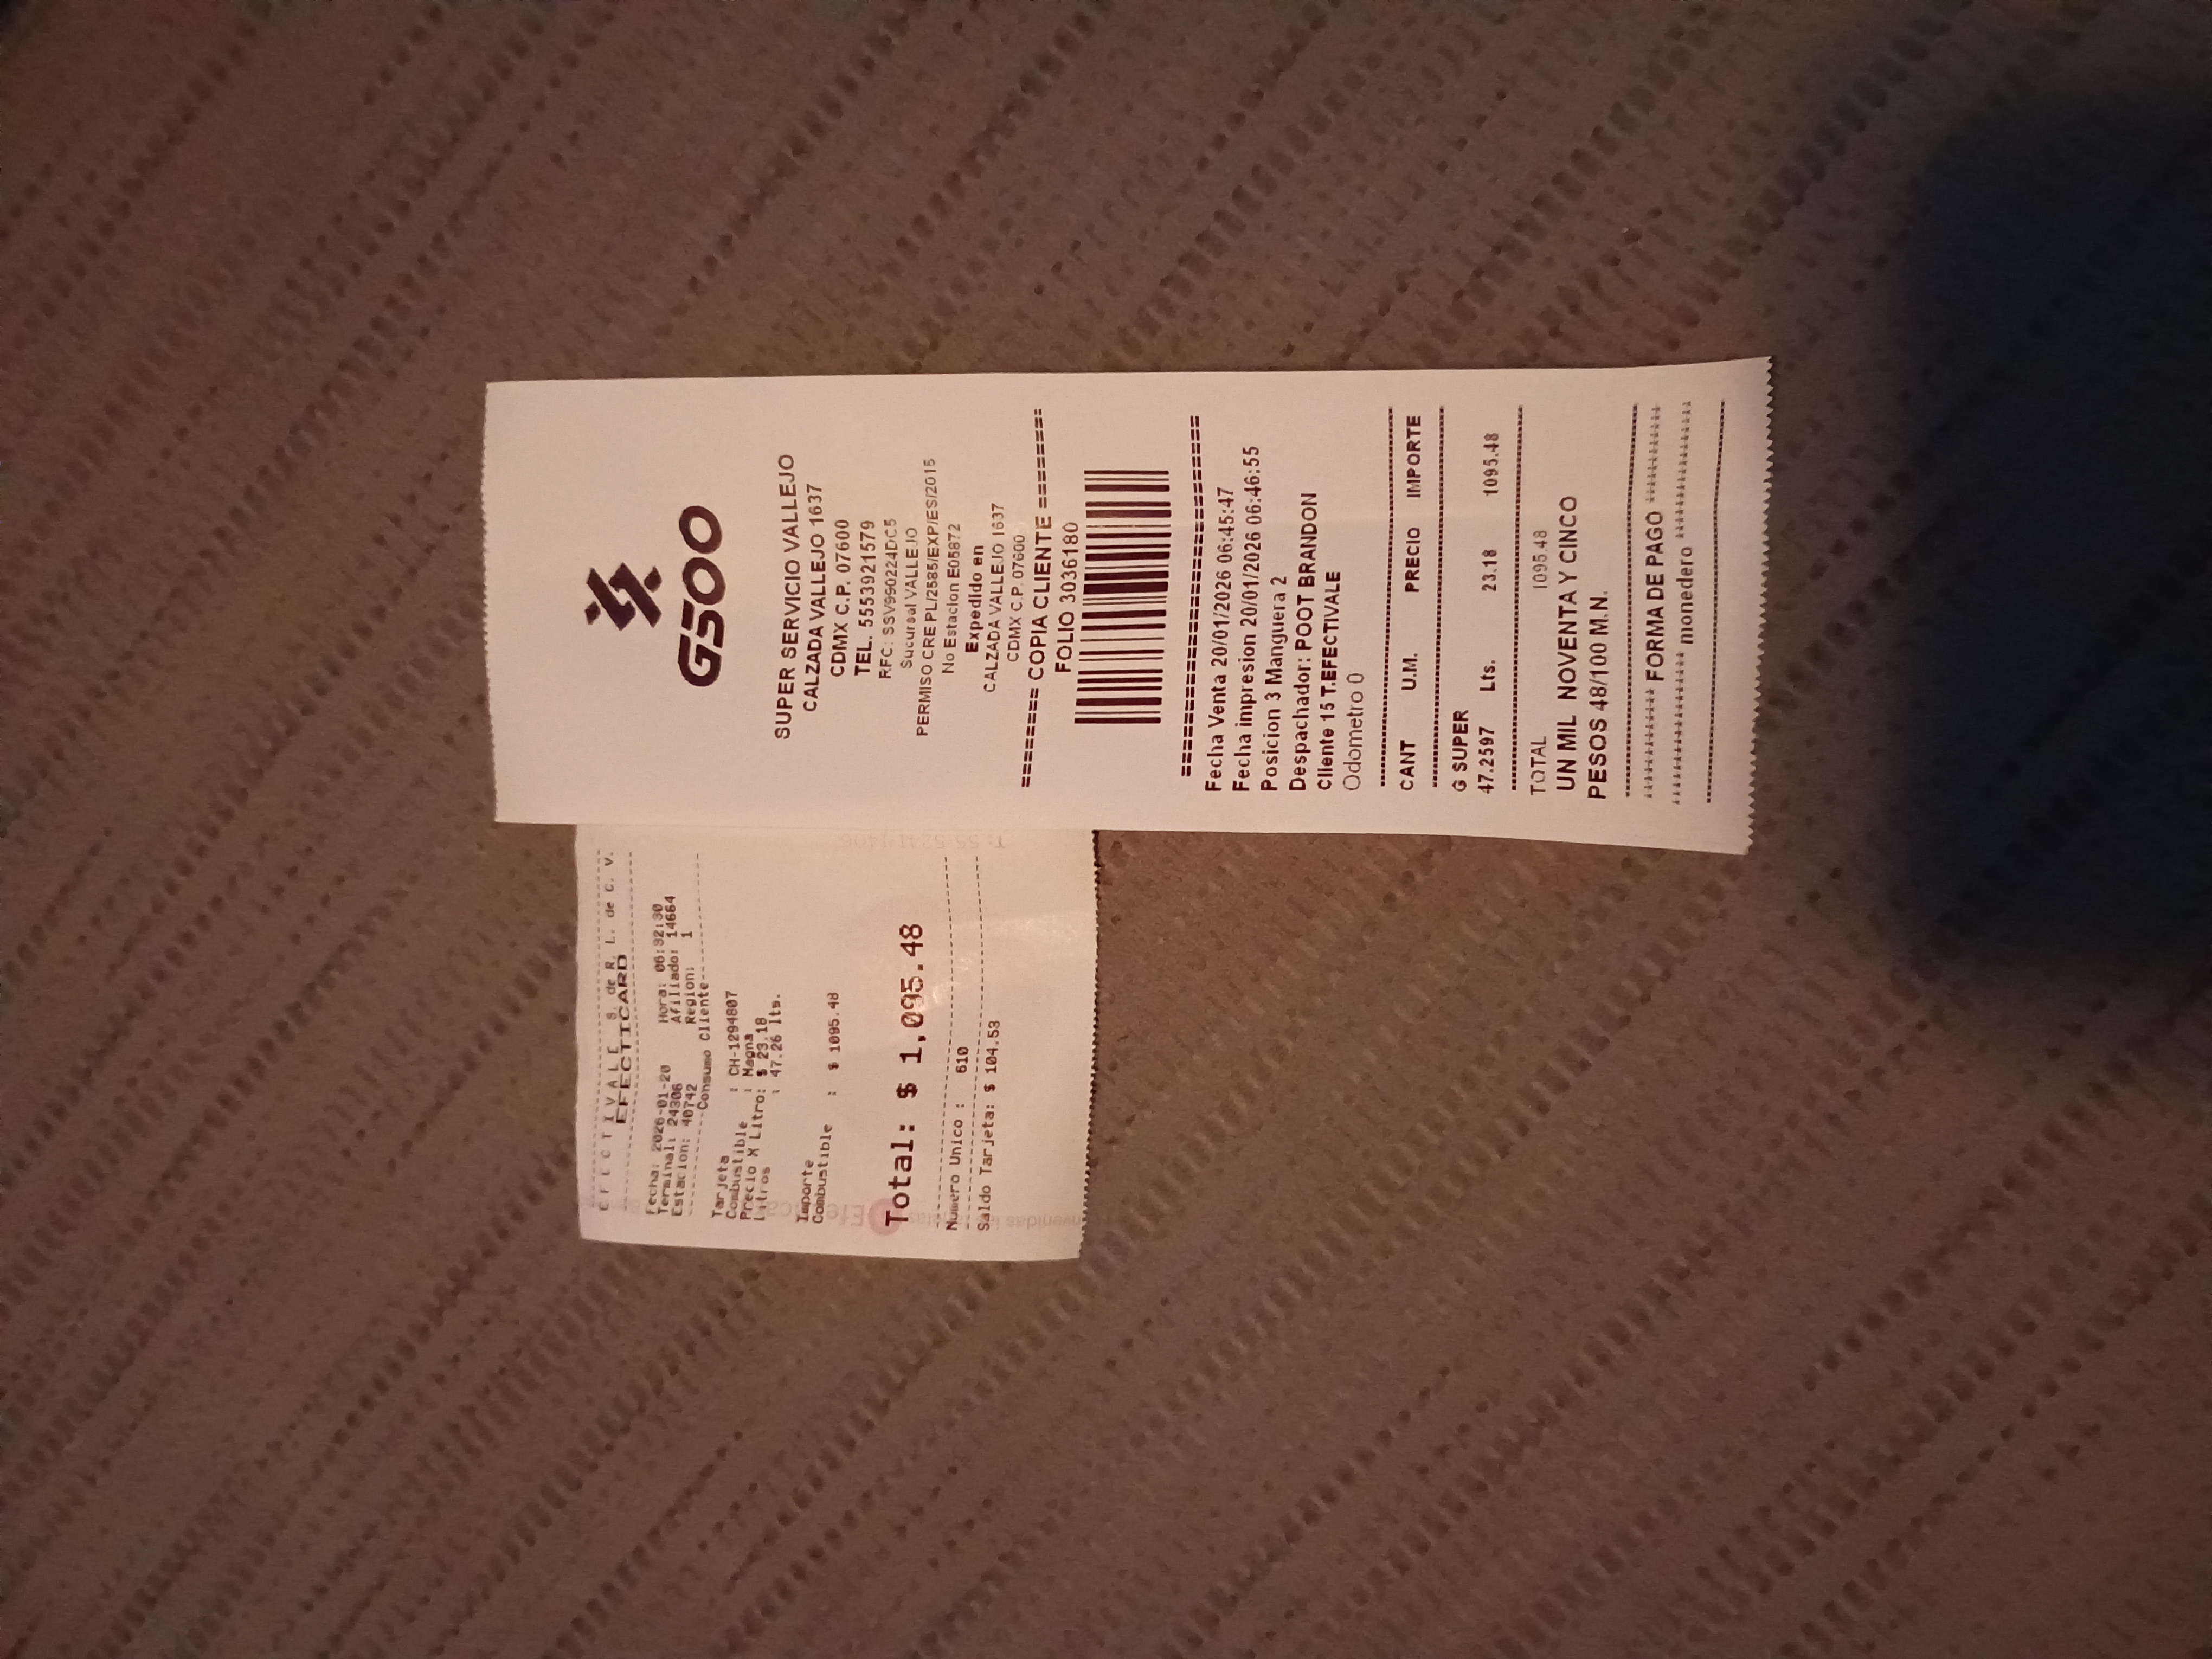 G500
SUPER SERVICIO VALLEJO
CALZADA VALLEJO 1637
CDMX C.P. 07600
TEL. 5553921579
RFC: SSV990224DC5
Sucursal VALLEJO
PERMISO CRE PL/2585/EXP/ES/2015
No Estacion E05872
Expedido en
CALZADA VALLEJO 1637
CDMX C.P. 07600
======= COPIA CLIENTE =======
FOLIO 3036180
Fecha Venta 20/01/2026 06:45:47
Fecha impresion 20/01/2026 06:46:55
Posicion 3 Manguera 2
Despachador: POOT BRANDON
Cliente 15 T.EFECTIVALE
Odometro 0
CANT U.M. PRECIO IMPORTE
G SUPER
47.2597 Lts. 23.18 1095.48
TOTAL 1095.48
UN MIL NOVENTA Y CINCO
PESOS 48/100 M.N.
FORMA DE PAGO
monedero
EFECTIVALE S. de R. L. de C. V.
EFECTICARD
Fecha: 2026-01-20 Hora: 06:32:30
Terminal: 24306 Afiliado: 14664
Estacion: 40742 Region: 1
Consumo Cliente
Tarjeta : CH-1294807
Combustible : Magna
Precio X Litro: $ 23.18
Litros : 47.26 lts.
Importe
Combustible : $ 1095.48
Total: $ 1,095.48
Numero Unico : 610
Saldo Tarjeta: $ 104.53